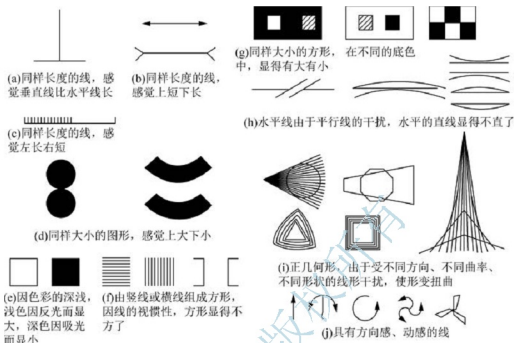 (a)同样长度的线，感
觉垂直线比水平线长
(b)同样长度的线，
感觉上短下长
(c)同样长度的线，感
觉左长右短
(d)同样大小的图形，感觉上大下小
(e)因色彩的深浅，
浅色因反光而显
大，深色因吸光
而显小
(f)由竖线或横线组成方形，
因线的视惯性，方形显得不
方了
(g)同样大小的方形，在不同的底色
中，显得有大有小
(h)水平线由于平行线的干扰，水平的直线显得不直了
(i)正几何形，由于受不同方向、不同曲率、
不同形状的线形干扰，使形变扭曲
(j)具有方向感、动感的线
版权所有